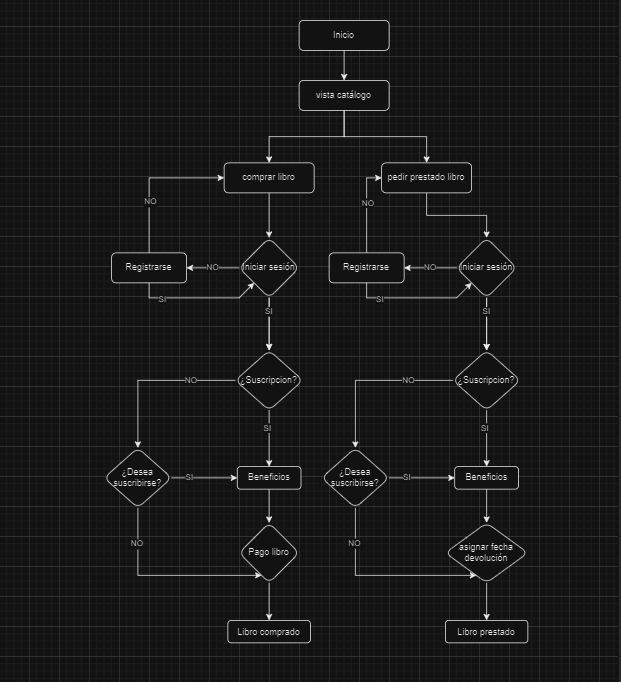 Inicio
vista catálogo
comprar libro
pedir prestado libro
NO
NO
Registrarse
NO
Iniciar sesión
Registrarse
NO
Iniciar sesión
SI
SI
SI
SI
NO
¿Suscripcion?
NO
¿Suscripcion?
SI
SI
¿Desea
suscribirse?
SI
Beneficios
¿Desea
suscribirse?
SI
Beneficios
NO
NO
Pago libro
asignar fecha
devolución
Libro comprado
Libro prestado